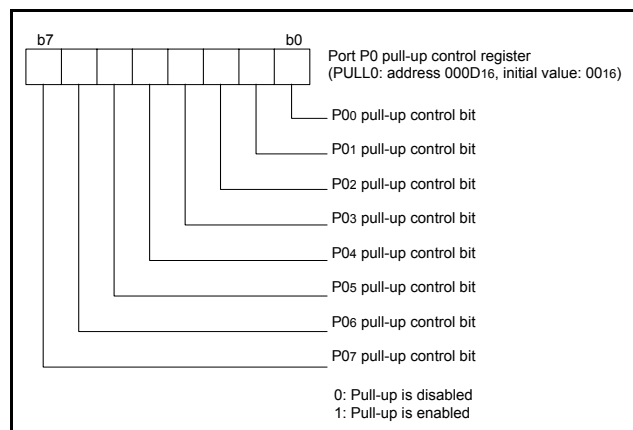 b7 b0
Port P0 pull-up control register
(PULL0: address 000D16, initial value: 0016)
P00 pull-up control bit
P01 pull-up control bit
P02 pull-up control bit
P03 pull-up control bit
P04 pull-up control bit
P05 pull-up control bit
P06 pull-up control bit
P07 pull-up control bit
0: Pull-up is disabled
1: Pull-up is enabled